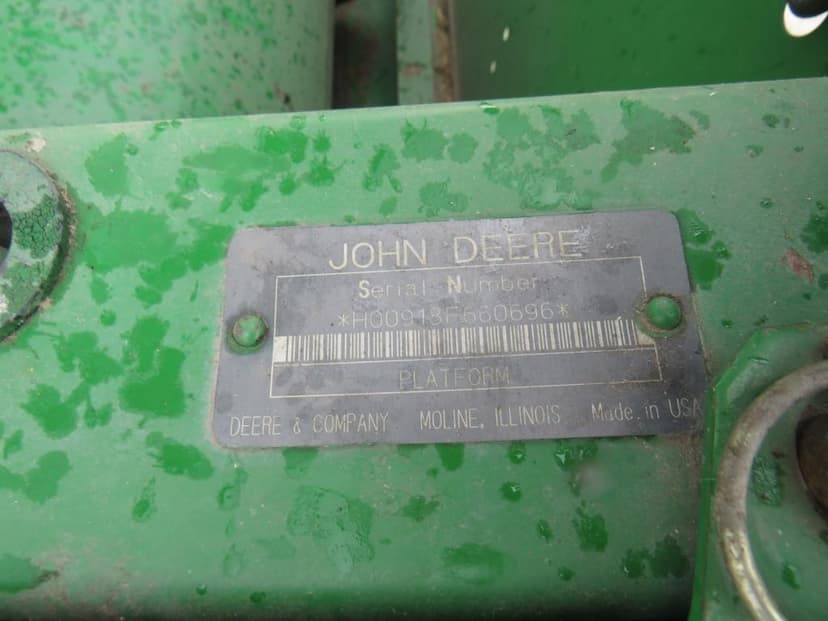 JOHN DEERE
Serial Number
*H00918F660696*
PLATFORM
DEERE & COMPANY MOLINE, ILLINOIS Made in USA